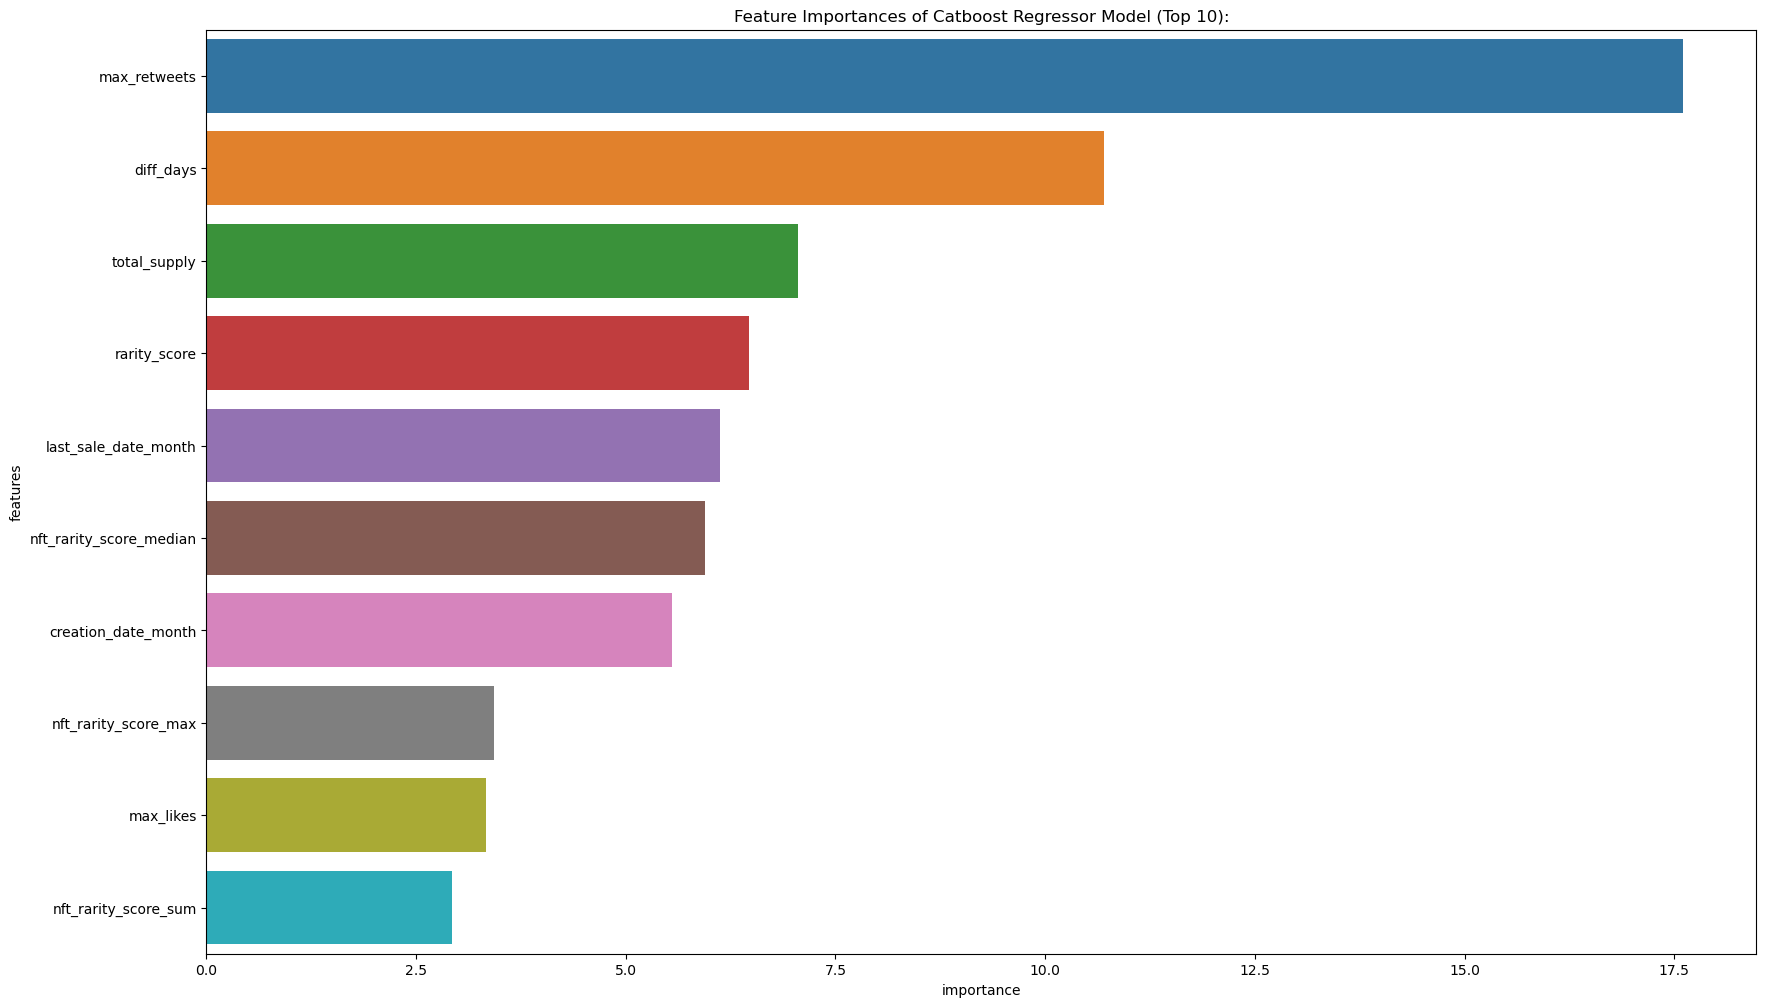 Feature Importances of Catboost Regressor Model (Top 10):
max_retweets
diff_days
total_supply
rarity_score
last_sale_date_month
nft_rarity_score_median
creation_date_month
nft_rarity_score_max
max_likes
nft_rarity_score_sum
features
0.0 2.5 5.0 7.5 10.0 12.5 15.0 17.5
importance